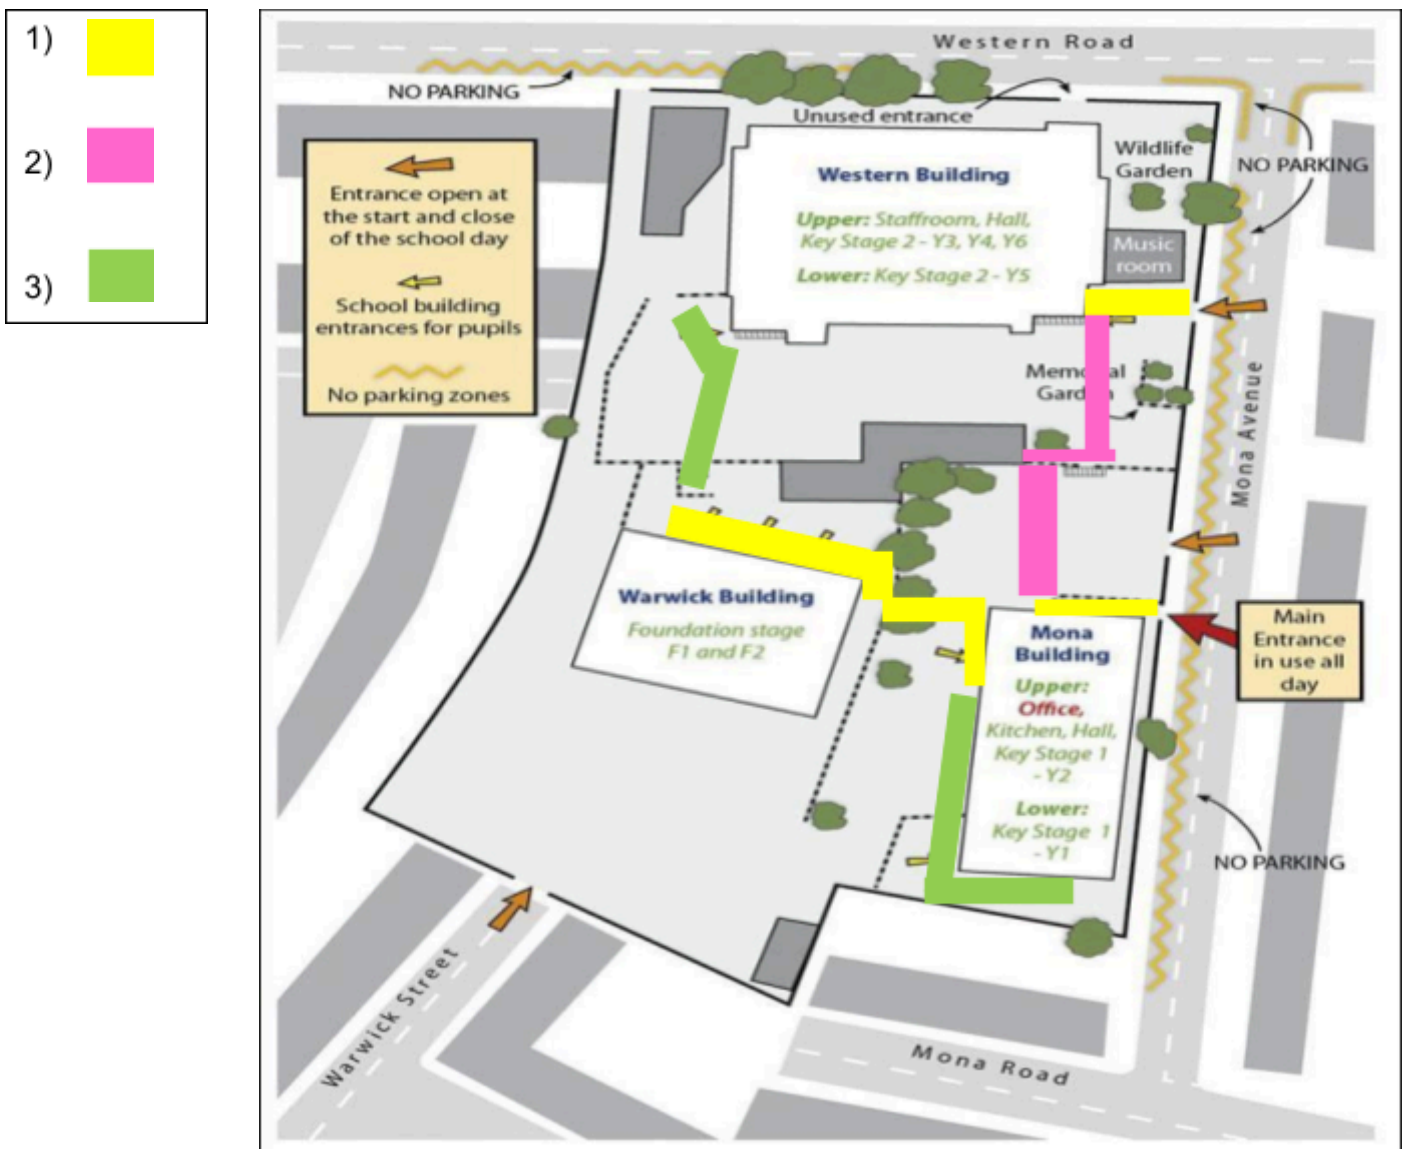 1)
2)
3)
Western Road
NO PARKING
Unused entrance
Wildlife
Garden
NO PARKING
Western Building
Upper: Staffroom, Hall,
Key Stage 2 - Y3, Y4, Y6
Lower: Key Stage 2 - Y5
Music
room
Entrance open at
the start and close
of the school day
School building
entrances for pupils
No parking zones
Memorial
Garden
Mona Avenue
Warwick Building
Foundation stage
F1 and F2
Mona
Building
Upper:
Office,
Kitchen, Hall,
Key Stage 1
- Y2
Lower:
Key Stage 1
- Y1
Main
Entrance
in use all
day
NO PARKING
Warwick Street
Mona Road